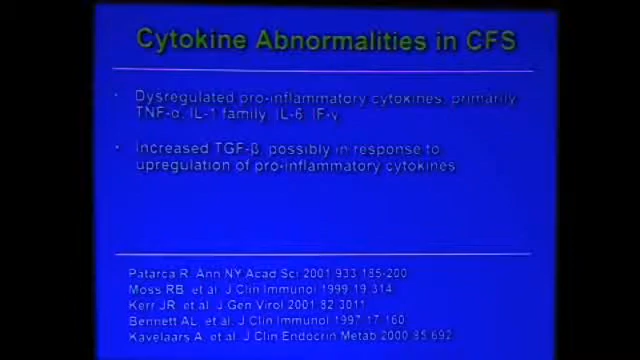 Cytokine Abnormalities in CFS
• Dysregulated pro-inflammatory cytokines, primarily
TNF-α, IL-1 family, IL-6, IF-γ
• Increased TGF-β, possibly in response to
upregulation of pro-inflammatory cytokines
Patarca R. Ann NY Acad Sci 2001;933:185-200
Moss RB, et al. J Clin Immunol 1999;19:314
Kerr JR, et al. J Gen Virol 2001;82:3011
Bennett AL, et al. J Clin Immunol 1997;17:160
Kavelaars A, et al. J Clin Endocrin Metab 2000;85:692